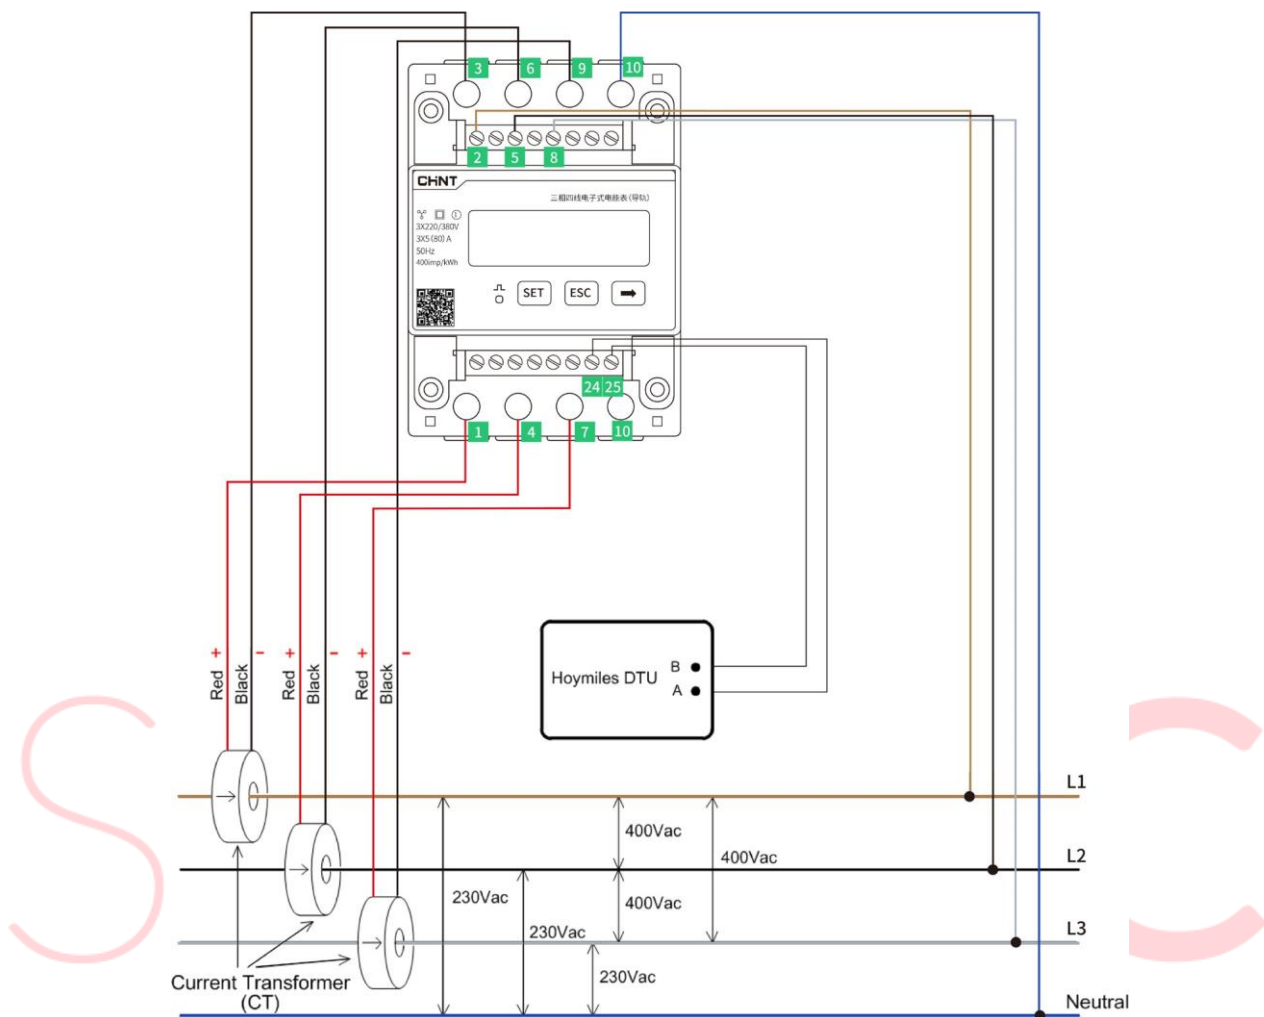 3 6 9 10
2 5 8
CHNT
三相四线电子式电能表(导轨)
3X220/380V
3X5(80) A
50Hz
400imp/kWh
SET ESC
24 25
1 4 7 10
Hoymiles DTU
B
A
+ - + - + -
Red Black Red Black Red Black
L1
400Vac
400Vac
L2
230Vac
400Vac
230Vac
L3
230Vac
Current Transformer
(CT)
Neutral
S C